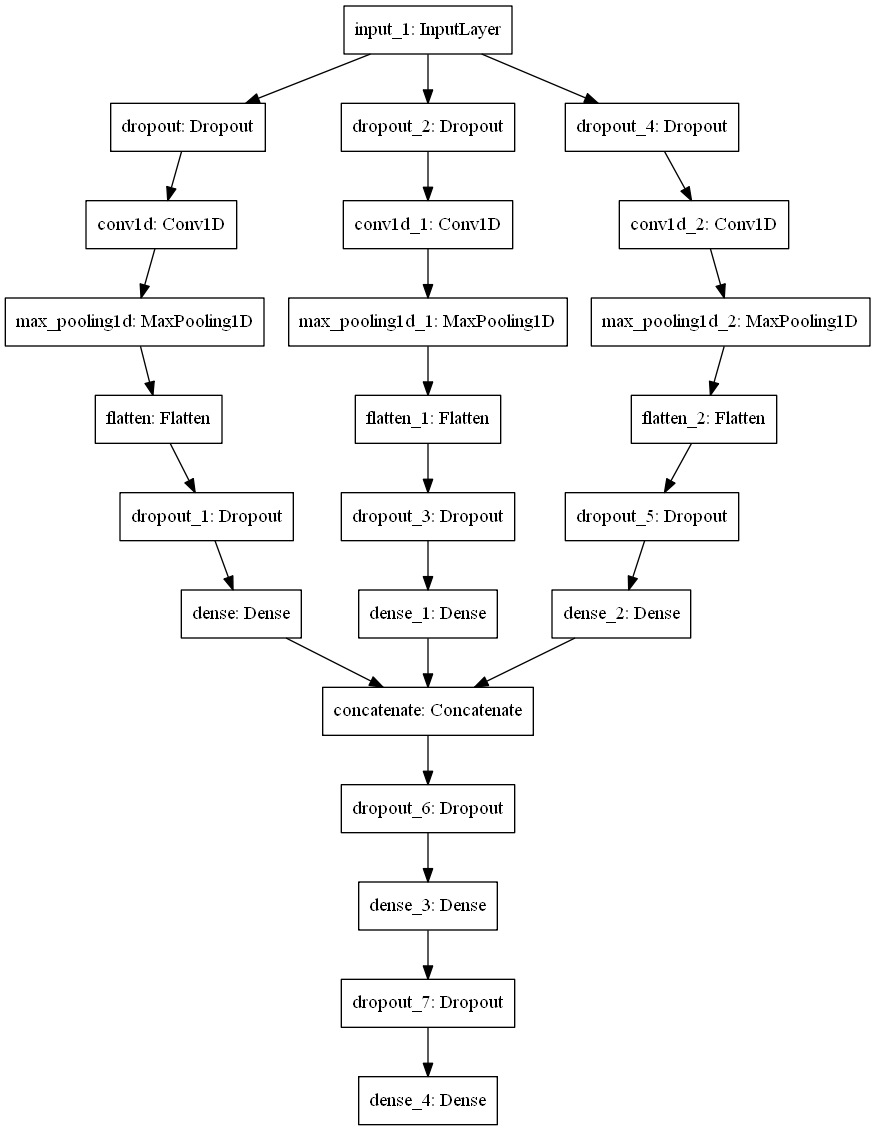 input_1: InputLayer
dropout: Dropout
dropout_2: Dropout
dropout_4: Dropout
conv1d: Conv1D
conv1d_1: Conv1D
conv1d_2: Conv1D
max_pooling1d: MaxPooling1D
max_pooling1d_1: MaxPooling1D
max_pooling1d_2: MaxPooling1D
flatten: Flatten
flatten_1: Flatten
flatten_2: Flatten
dropout_1: Dropout
dropout_3: Dropout
dropout_5: Dropout
dense: Dense
dense_1: Dense
dense_2: Dense
concatenate: Concatenate
dropout_6: Dropout
dense_3: Dense
dropout_7: Dropout
dense_4: Dense